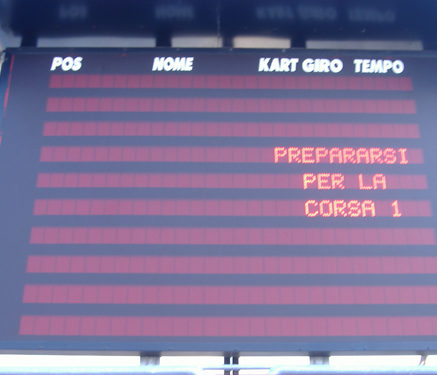 POS NOME KART GIRO TEMPO
PREPARARSI
PER LA
CORSA 1